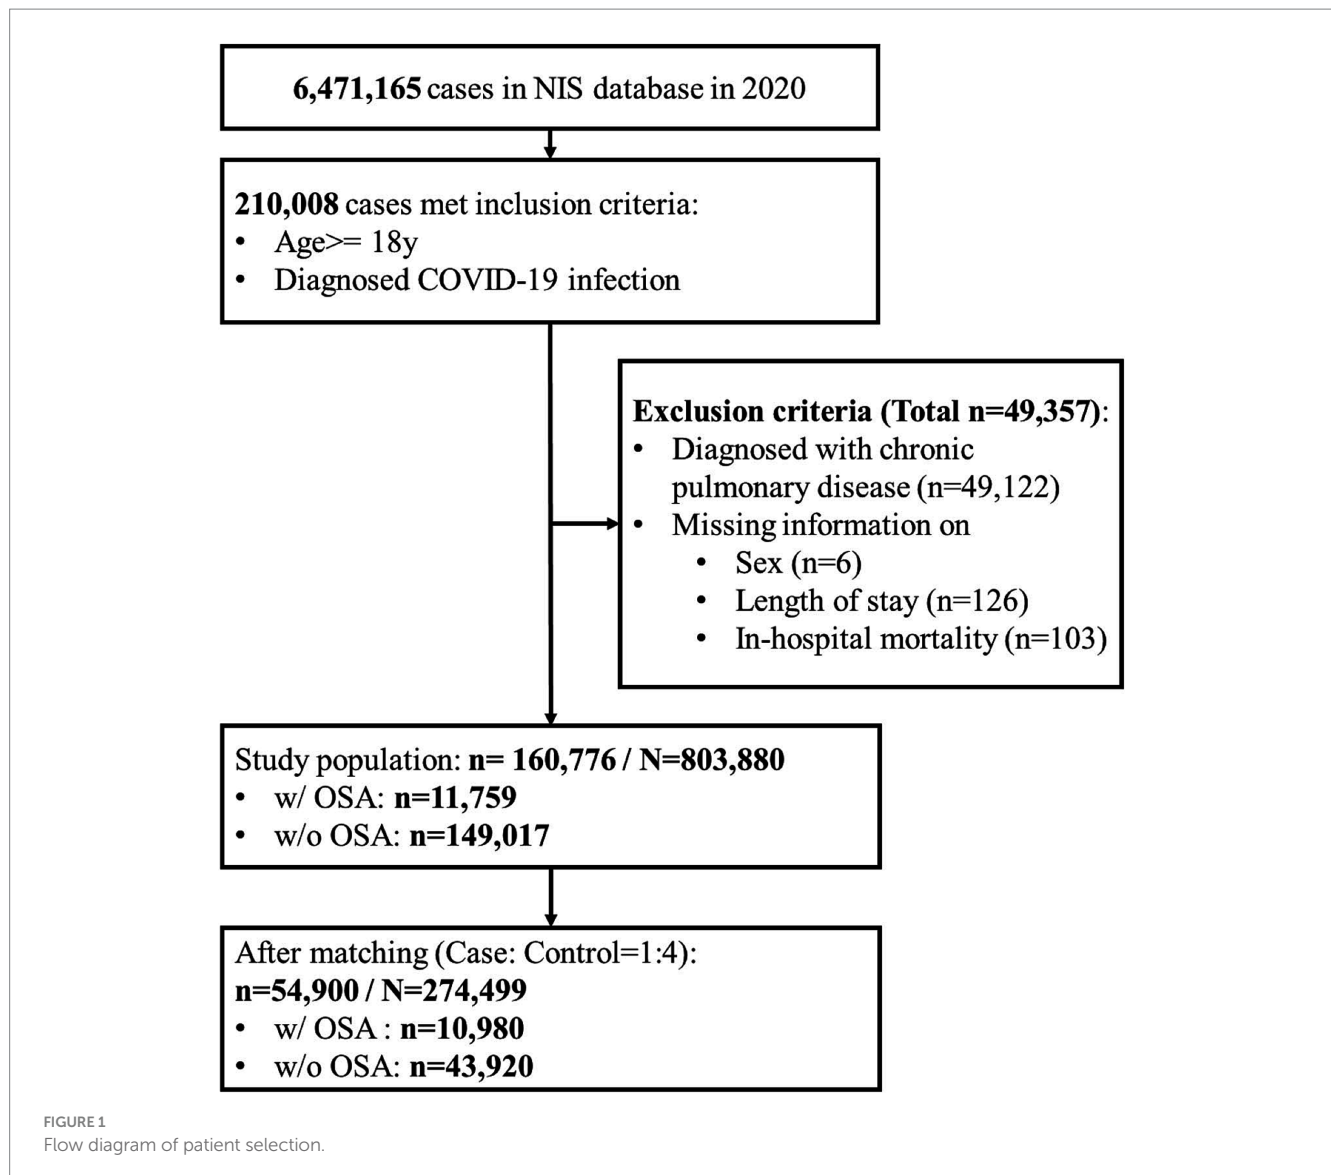 6,471,165 cases in NIS database in 2020
210,008 cases met inclusion criteria:
• Age>= 18y
• Diagnosed COVID-19 infection
Exclusion criteria (Total n=49,357):
• Diagnosed with chronic
pulmonary disease (n=49,122)
• Missing information on
• Sex (n=6)
• Length of stay (n=126)
• In-hospital mortality (n=103)
Study population: n= 160,776 / N=803,880
• w/ OSA: n=11,759
• w/o OSA: n=149,017
After matching (Case: Control=1:4):
n=54,900 / N=274,499
• w/ OSA : n=10,980
• w/o OSA: n=43,920
FIGURE 1
Flow diagram of patient selection.